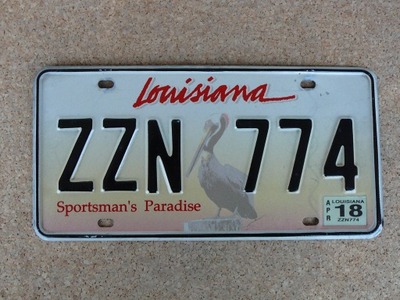 Louisiana
ZZN 774
Sportsman's Paradise
APR
LOUISIANA
18
ZZN774